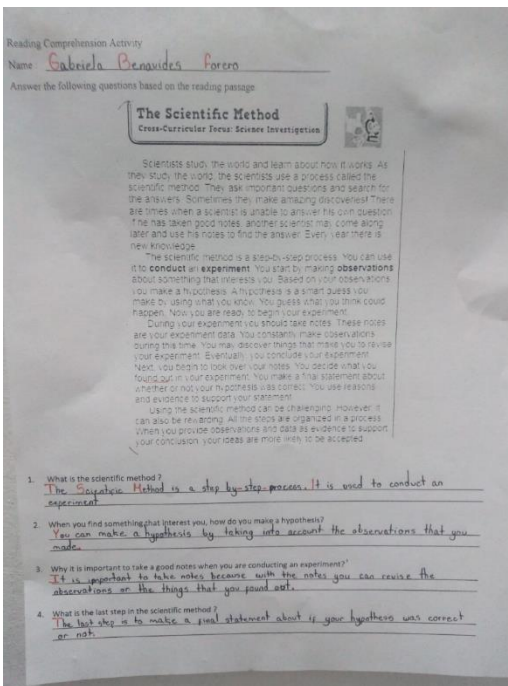 Reading Comprehension Activity
Name: Gabriela Benavides Forero
Answer the following questions based on the reading passage
The Scientific Method
Cross-Curricular Focus: Science Investigation
Scientists study the world and learn about how it works. As
they study the world, the scientists use a process called the
scientific method. They ask important questions and search for
the answers. Sometimes they make amazing discoveries! There
are times when a scientist is unable to answer his own question.
If he has taken good notes, another scientist may come along
later and use his notes to find the answer. Every year there is
new knowledge.
The scientific method is a step-by-step process. You can use
it to conduct an experiment. You start by making observations
about something that interests you. Based on your observations
you make a hypothesis. A hypothesis is a smart guess you
make by using what you know. You guess what you think could
happen. Now you are ready to begin your experiment.
During your experiment you should take notes. These notes
are your experiment data. You constantly make observations
during this time. You may discover things that make you to revise
your experiment. Eventually, you conclude your experiment.
Next, you begin to look over your notes. You decide what you
found out in your experiment. You make a final statement about
whether or not your hypothesis was correct. You use reasons
and evidence to support your statement.
Using the scientific method can be challenging. However, it
can also be rewarding. All the steps are organized in a process.
When you provide observations and data as evidence to support
your conclusion, your ideas are more likely to be accepted.
1. What is the scientific method ?
The Scientific Method is a step by-step-process. It is used to conduct an
experiment
2. When you find something that interest you, how do you make a hypothesis?
You can make a hypothesis by taking into account the observations that you
made.
3. Why it is important to take a good notes when you are conducting an experiment?
It is important to take notes because with the notes you can revise the
observations or the things that you found out.
4. What is the last step in the scientific method ?
The last step is to make a final statement about if your hypothesis was correct
or not.